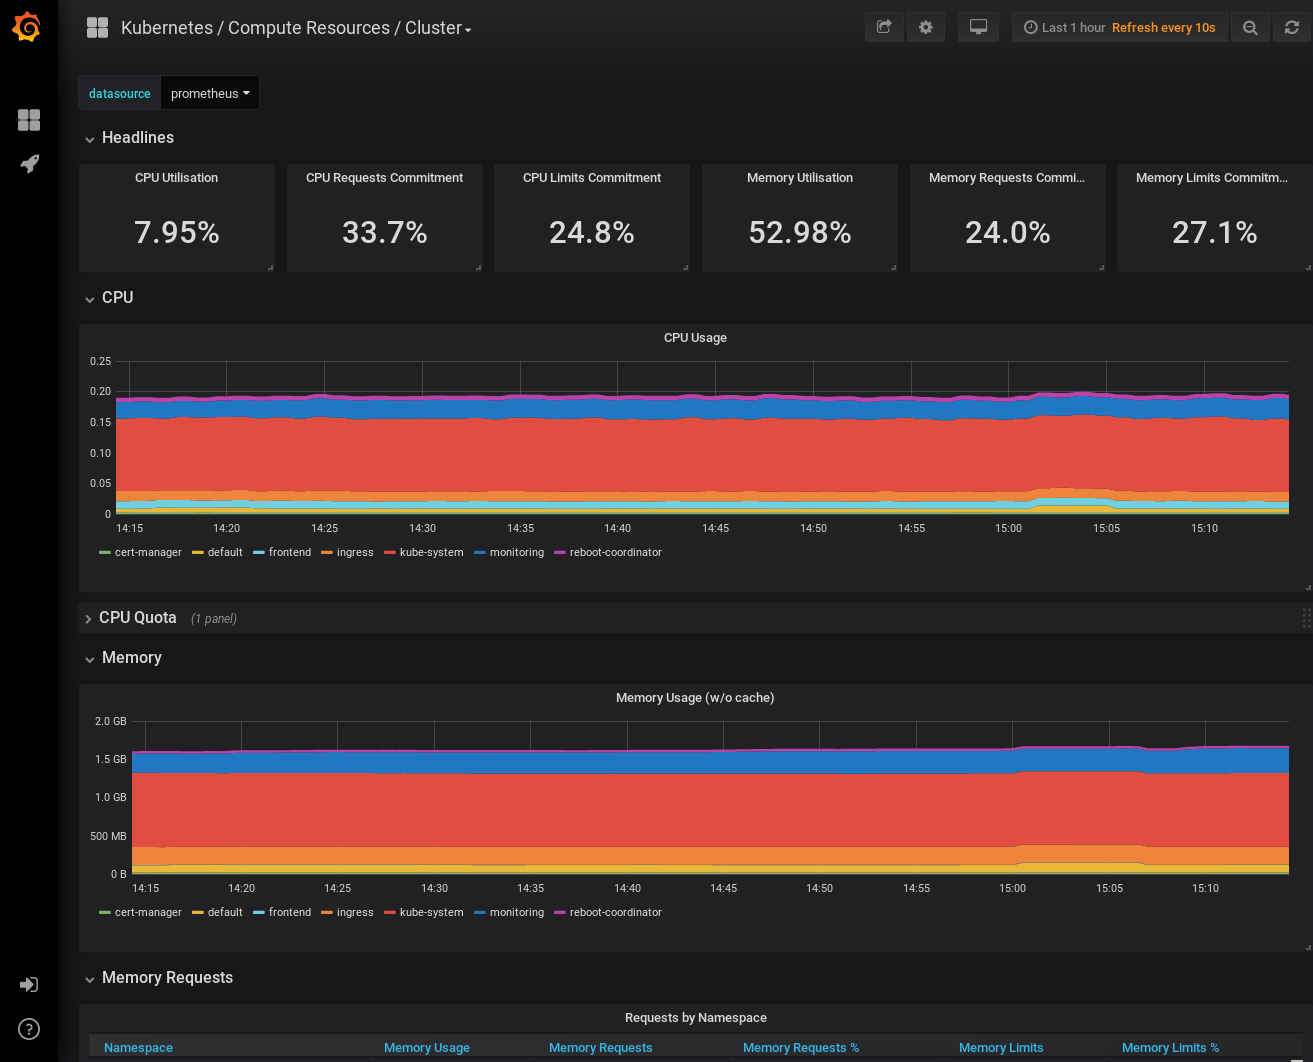 Kubernetes / Compute Resources / Cluster
Last 1 hour Refresh every 10s
datasource prometheus
Headlines
CPU Utilisation CPU Requests Commitment CPU Limits Commitment Memory Utilisation Memory Requests Commi... Memory Limits Commitm...
7.95% 33.7% 24.8% 52.98% 24.0% 27.1%
CPU
CPU Usage
0.25
0.20
0.15
0.10
0.05
0
14:15 14:20 14:25 14:30 14:35 14:40 14:45 14:50 14:55 15:00 15:05 15:10
cert-manager default frontend ingress kube-system monitoring reboot-coordinator
CPU Quota (1 panel)
Memory
Memory Usage (w/o cache)
2.0 GB
1.5 GB
1.0 GB
500 MB
0 B
14:15 14:20 14:25 14:30 14:35 14:40 14:45 14:50 14:55 15:00 15:05 15:10
cert-manager default frontend ingress kube-system monitoring reboot-coordinator
Memory Requests
Requests by Namespace
Namespace Memory Usage Memory Requests Memory Requests % Memory Limits Memory Limits %